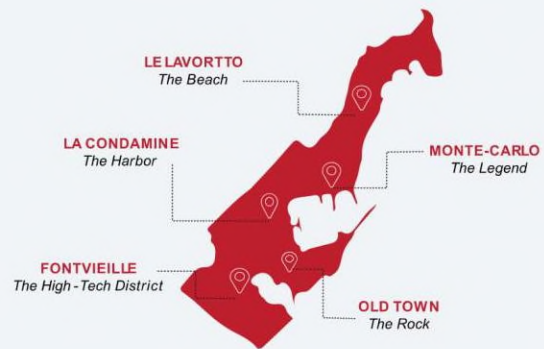 LE LAVORTTO
The Beach
LA CONDAMINE
The Harbor
MONTE-CARLO
The Legend
FONTVIEILLE
The High-Tech District
OLD TOWN
The Rock